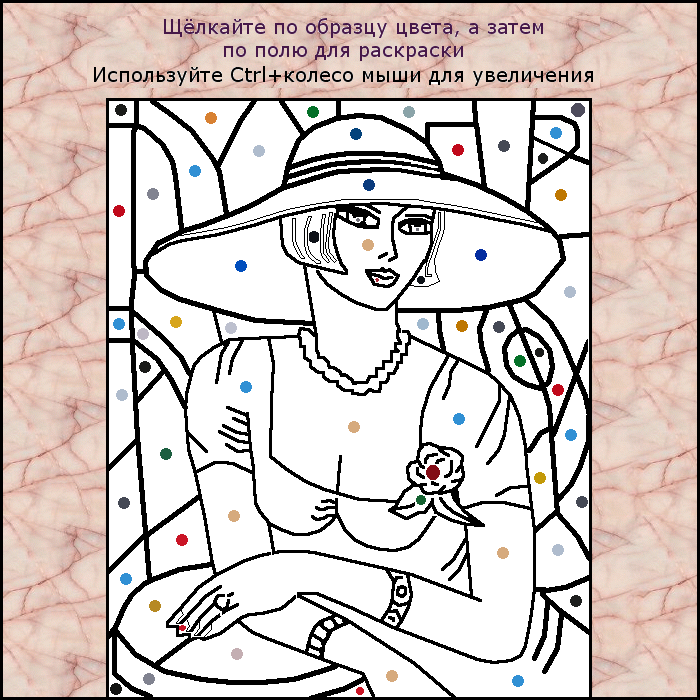 Щёлкайте по образцу цвета, а затем
по полю для раскраски
Используйте Ctrl+колесо мыши для увеличения